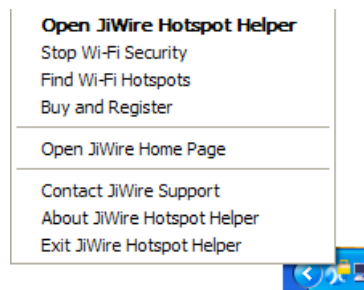 Open JiWire Hotspot Helper
Stop Wi-Fi Security
Find Wi-Fi Hotspots
Buy and Register
Open JiWire Home Page
Contact JiWire Support
About JiWire Hotspot Helper
Exit JiWire Hotspot Helper